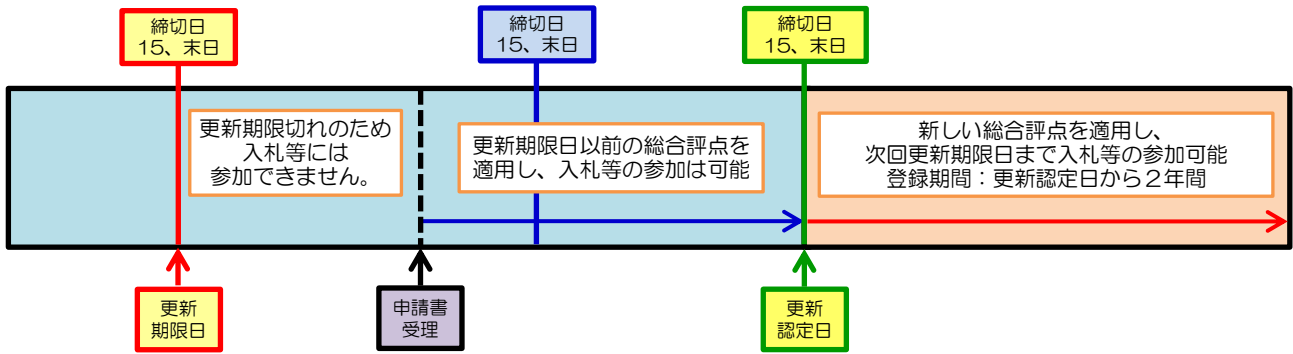 締切日
15、末日
締切日
15、末日
締切日
15、末日
更新期限切れのため
入札等には
参加できません。
更新期限日以前の総合評点を
適用し、入札等の参加は可能
新しい総合評点を適用し、
次回更新期限日まで入札等の参加可能
登録期間：更新認定日から２年間
更新
期限日
申請書
受理
更新
認定日